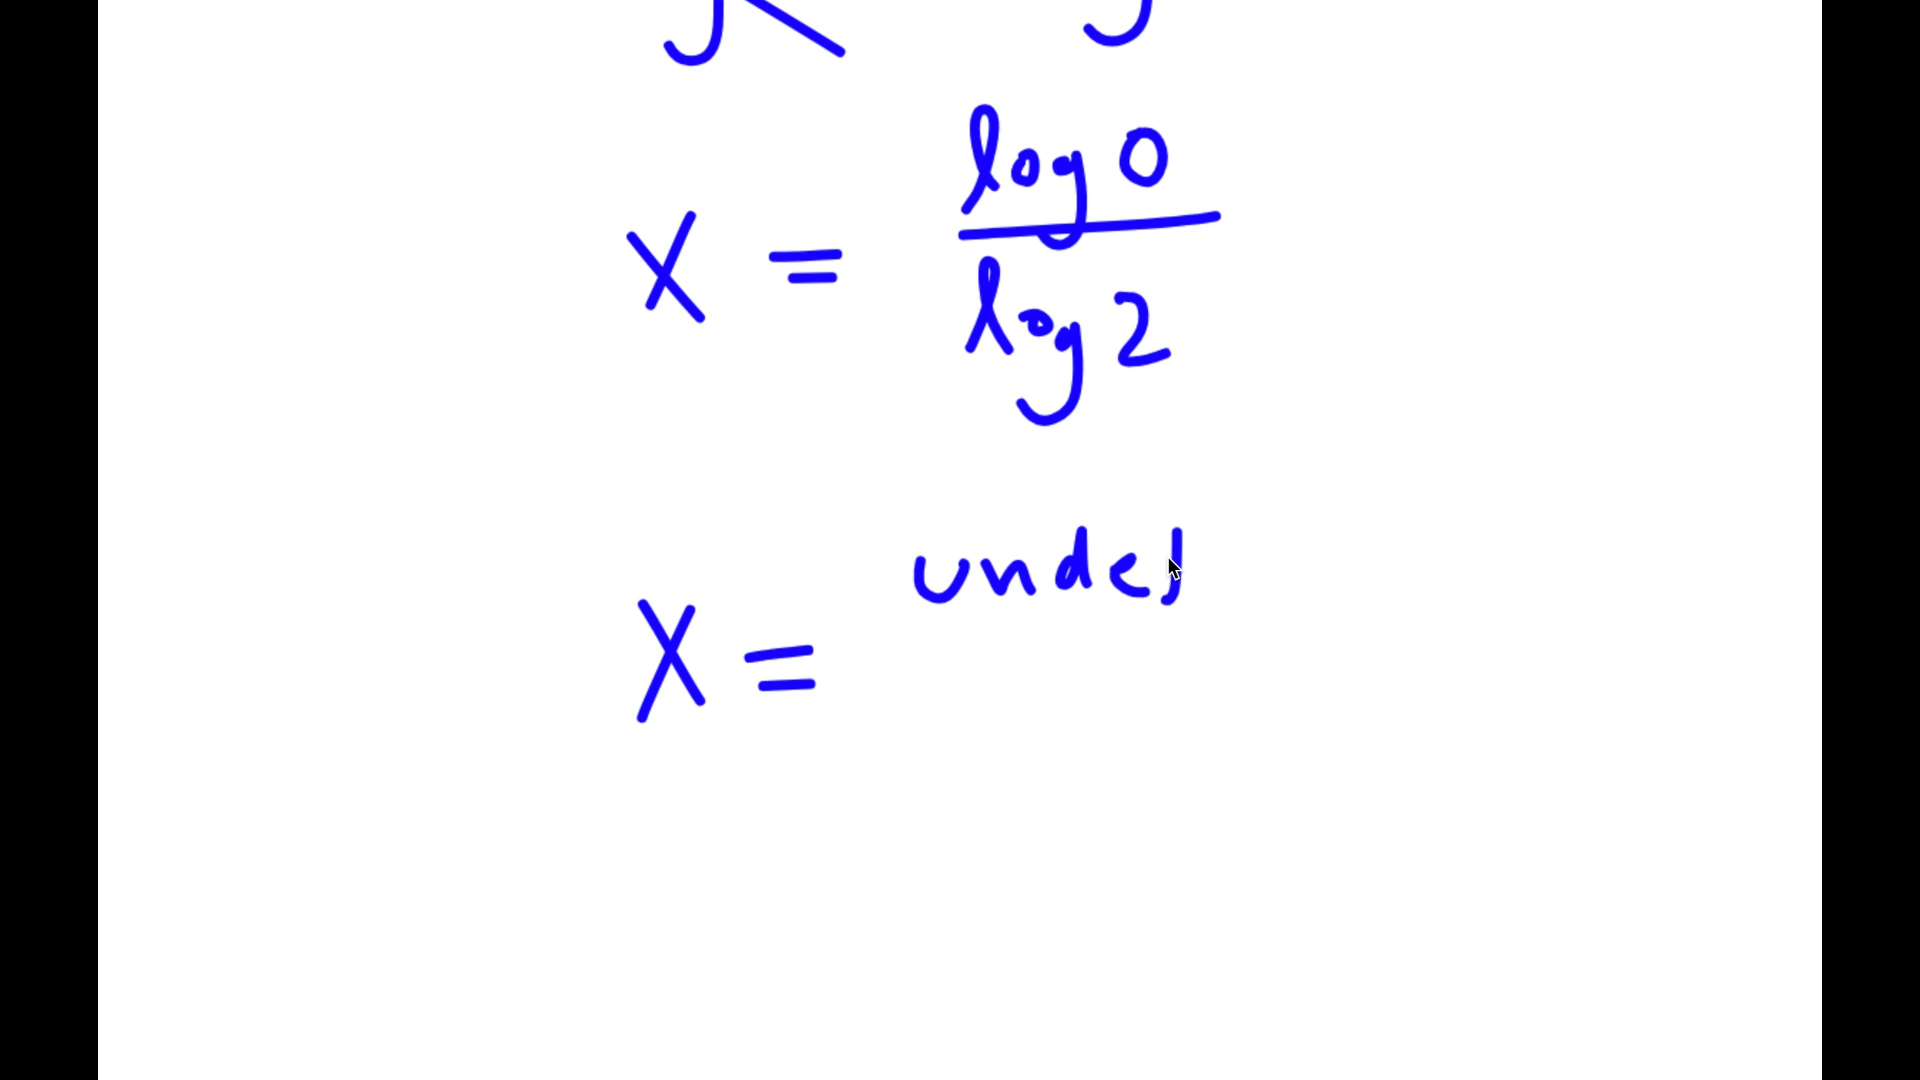 x = log 0 / log 2
undef
x =